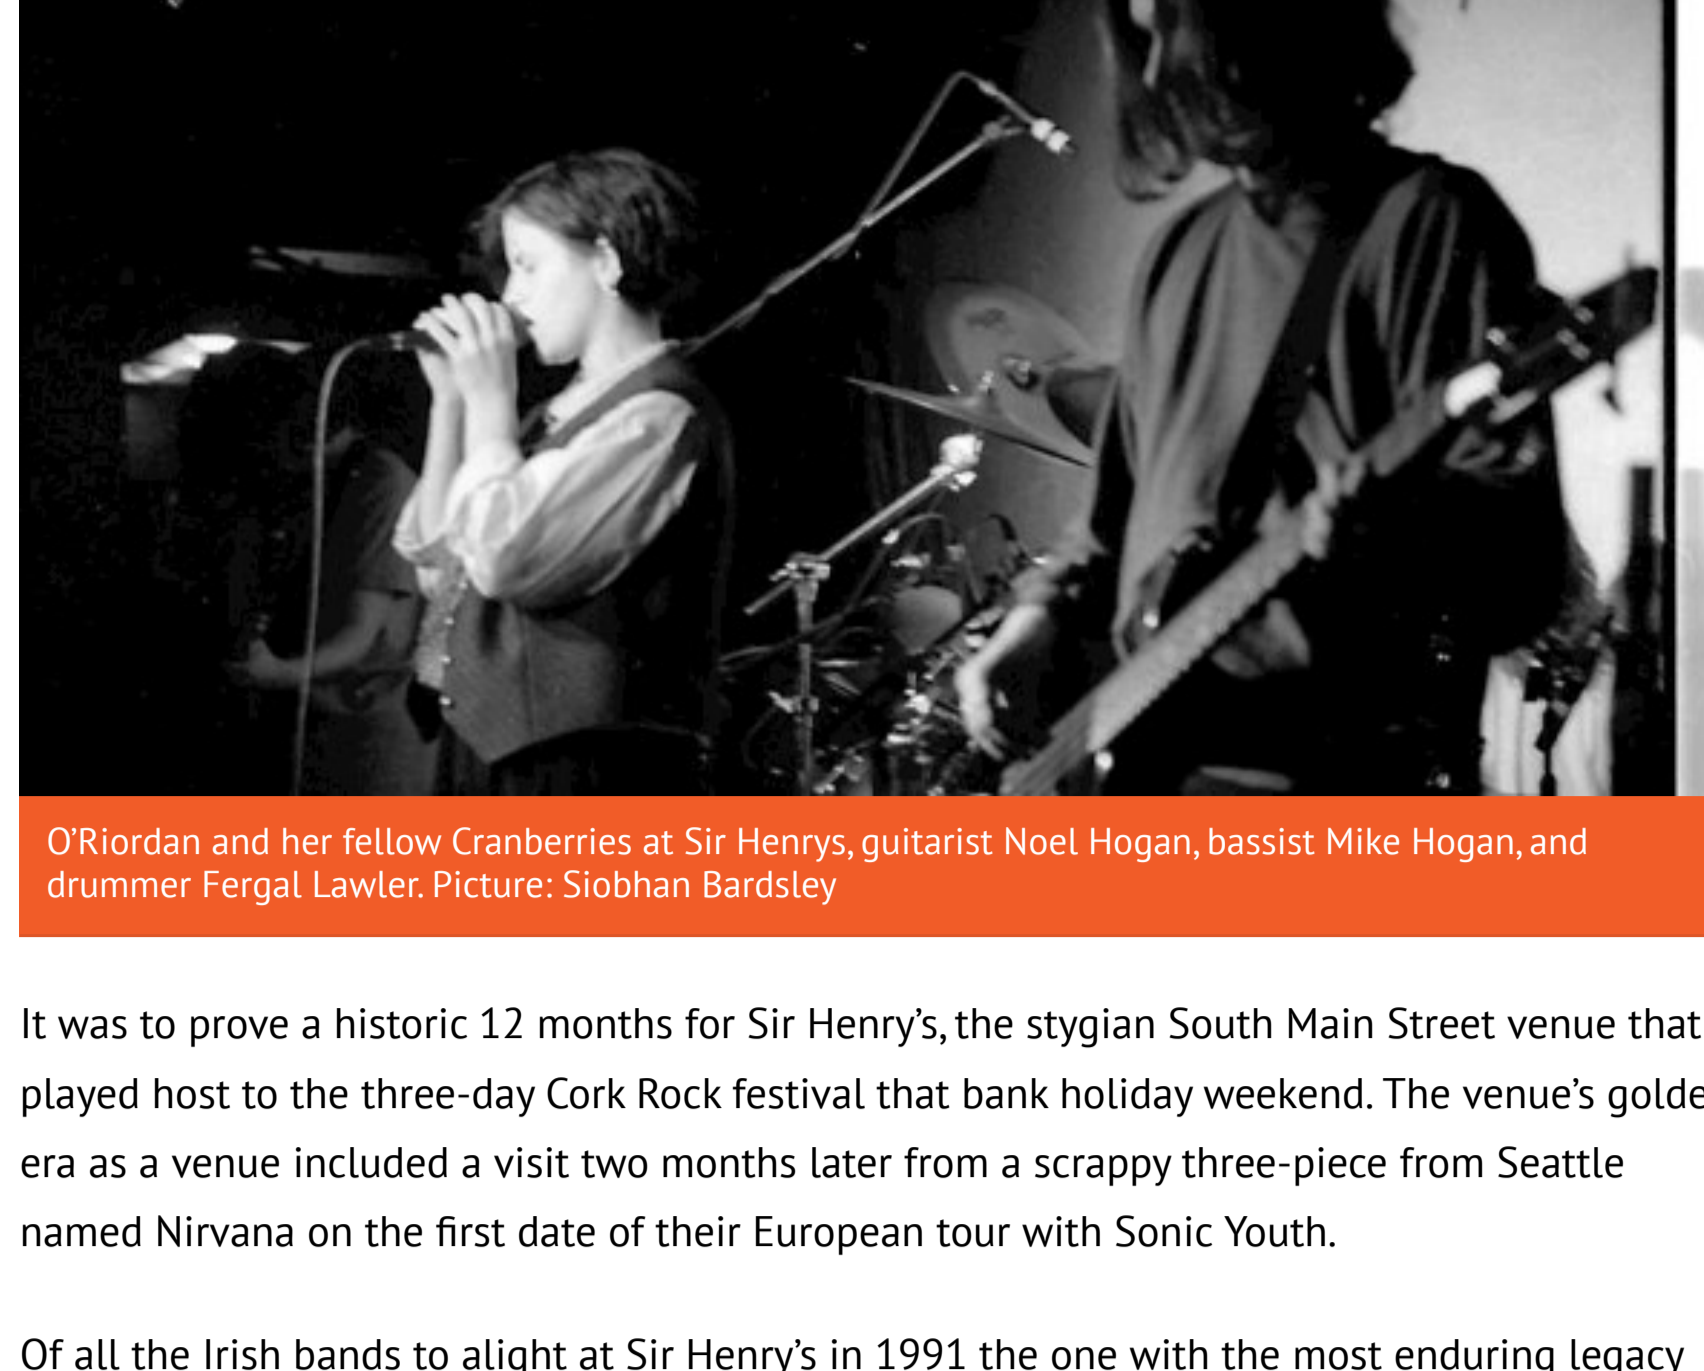 O’Riordan and her fellow Cranberries at Sir Henrys, guitarist Noel Hogan, bassist Mike Hogan, and
drummer Fergal Lawler. Picture: Siobhan Bardsley
It was to prove a historic 12 months for Sir Henry’s, the stygian South Main Street venue that
played host to the three-day Cork Rock festival that bank holiday weekend. The venue’s golde
era as a venue included a visit two months later from a scrappy three-piece from Seattle
named Nirvana on the first date of their European tour with Sonic Youth.
Of all the Irish bands to alight at Sir Henry’s in 1991 the one with the most enduring legacy